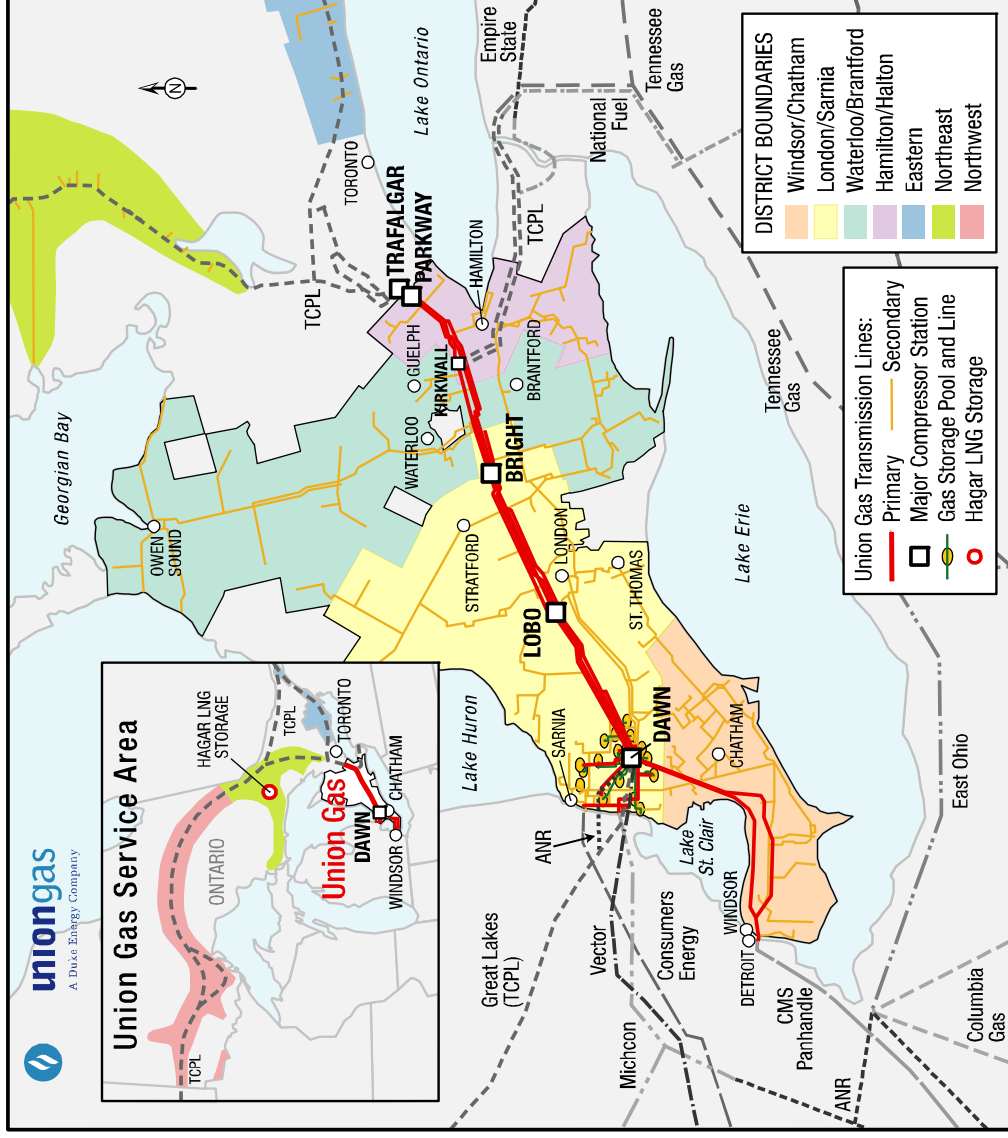 uniongas
A Duke Energy Company
Union Gas Service Area
HAGAR LNG
STORAGE
TCPL
TCPL
ONTARIO
TORONTO
Union Gas
DAWN
CHATHAM
WINDSOR
Georgian Bay
OWEN
SOUND
Lake Huron
N
TCPL
TORONTO
Lake Ontario
TRAFALGAR
PARKWAY
GUELPH
KIRKWALL
WATERLOO
HAMILTON
TCPL
BRANTFORD
BRIGHT
STRATFORD
LONDON
LOBO
ST. THOMAS
SARNIA
DAWN
CHATHAM
ANR
Lake
St. Clair
WINDSOR
DETROIT
Great Lakes
(TCPL)
Vector
Consumers
Energy
Michcon
CMS
Panhandle
ANR
Columbia
Gas
East Ohio
Lake Erie
Tennessee
Gas
Empire
State
National
Fuel
Tennessee
Gas
DISTRICT BOUNDARIES
Windsor/Chatham
London/Sarnia
Waterloo/Brantford
Hamilton/Halton
Eastern
Northeast
Northwest
Union Gas Transmission Lines:
Primary
Secondary
Major Compressor Station
Gas Storage Pool and Line
Hagar LNG Storage